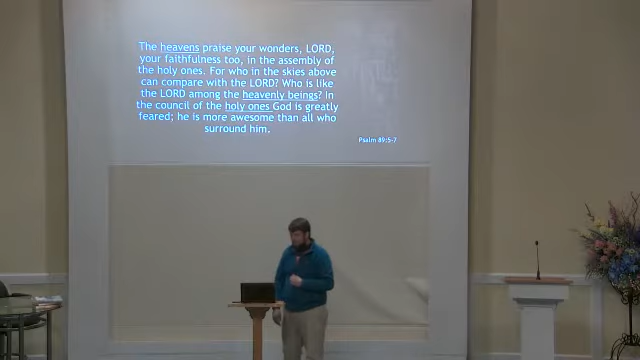 The heavens praise your wonders, LORD,
your faithfulness too, in the assembly of
the holy ones. For who in the skies above
can compare with the LORD? Who is like
the LORD among the heavenly beings? In
the council of the holy ones God is greatly
feared; he is more awesome than all who
surround him.
Psalm 89:5-7